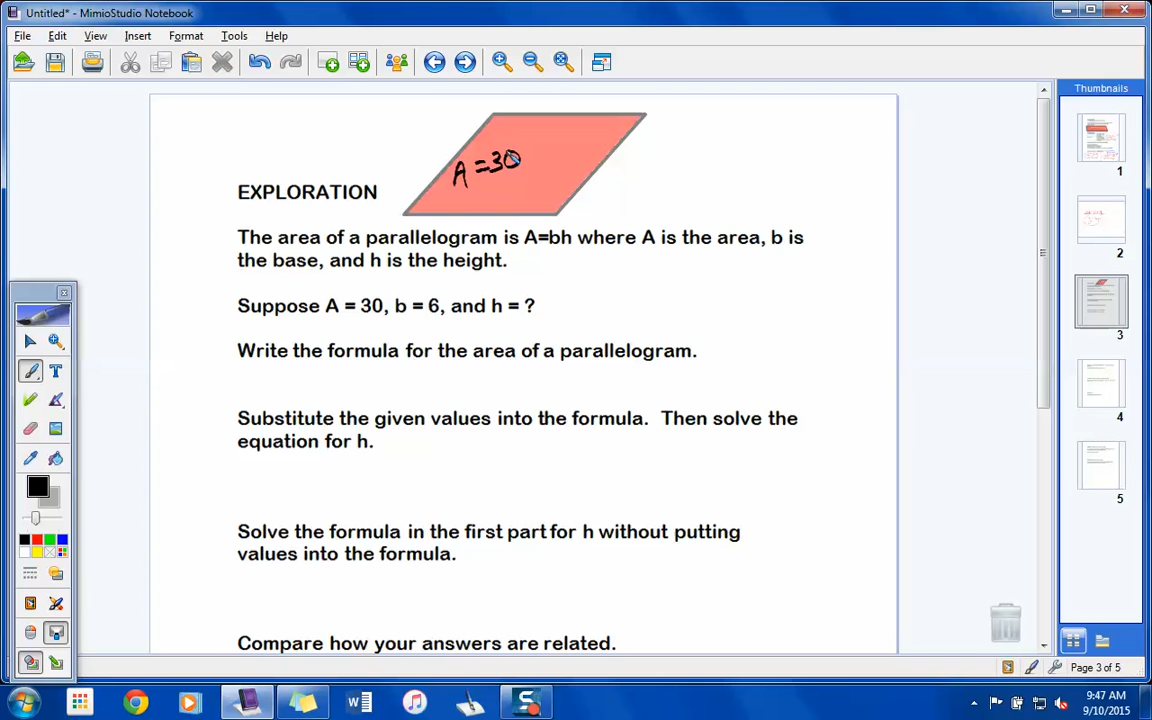 Untitled* - MimioStudio Notebook
File Edit View Insert Format Tools Help
Thumbnails
A =30
EXPLORATION
The area of a parallelogram is A=bh where A is the area, b is
the base, and h is the height.
Suppose A = 30, b = 6, and h = ?
Write the formula for the area of a parallelogram.
Substitute the given values into the formula. Then solve the
equation for h.
Solve the formula in the first part for h without putting
values into the formula.
Compare how your answers are related.
1
2
3
4
5
T
Page 3 of 5
W
S
9:47 AM
9/10/2015